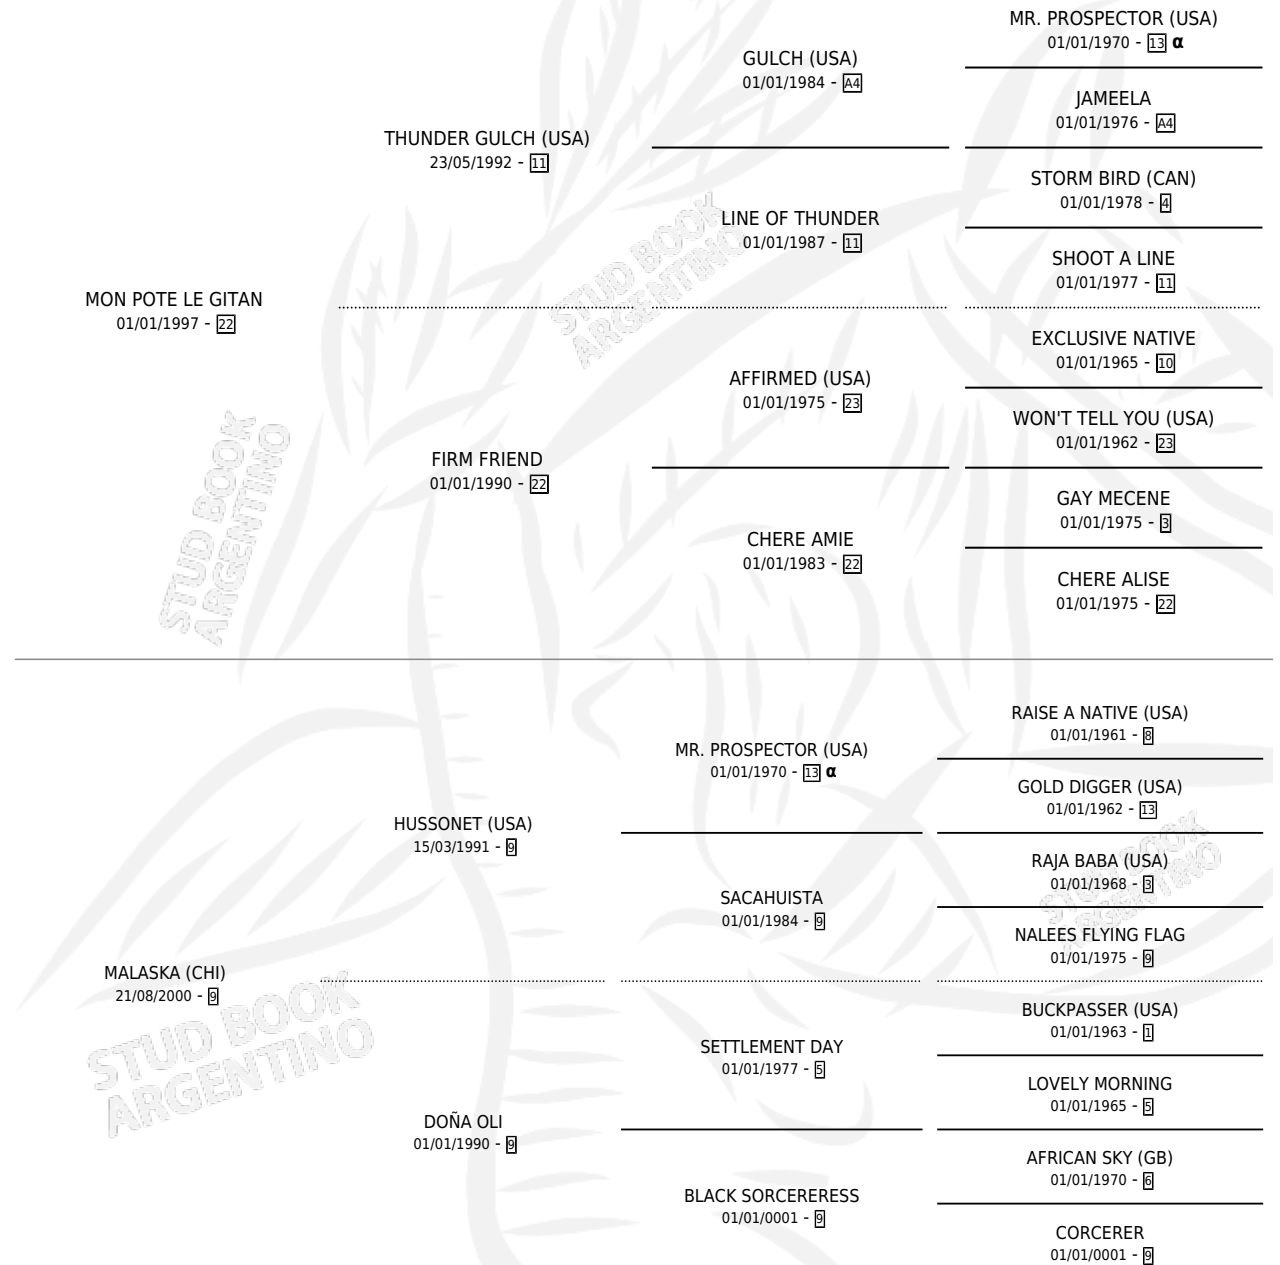 MR. PROSPECTOR (USA)
01/01/1970 - 13 α
GULCH (USA)
01/01/1984 - A4
JAMEELA
01/01/1976 - A4
THUNDER GULCH (USA)
23/05/1992 - 11
STORM BIRD (CAN)
01/01/1978 - 4
LINE OF THUNDER
01/01/1987 - 11
SHOOT A LINE
01/01/1977 - 11
MON POTE LE GITAN
01/01/1997 - 22
EXCLUSIVE NATIVE
01/01/1965 - 10
AFFIRMED (USA)
01/01/1975 - 23
WON'T TELL YOU (USA)
01/01/1962 - 23
FIRM FRIEND
01/01/1990 - 22
GAY MECENE
01/01/1975 - 3
CHERE AMIE
01/01/1983 - 22
CHERE ALISE
01/01/1975 - 22
RAISE A NATIVE (USA)
01/01/1961 - 8
MR. PROSPECTOR (USA)
01/01/1970 - 13 α
GOLD DIGGER (USA)
01/01/1962 - 13
HUSSONET (USA)
15/03/1991 - 9
RAJA BABA (USA)
01/01/1968 - 3
SACAHUISTA
01/01/1984 - 9
NALEES FLYING FLAG
01/01/1975 - 9
MALASKA (CHI)
21/08/2000 - 9
BUCKPASSER (USA)
01/01/1963 - 1
SETTLEMENT DAY
01/01/1977 - 5
LOVELY MORNING
01/01/1965 - 5
DOÑA OLI
01/01/1990 - 9
AFRICAN SKY (GB)
01/01/1970 - 6
BLACK SORCERERESS
01/01/0001 - 9
CORCERER
01/01/0001 - 9
STUD BOOK
ARGENTINO
STUD BOOK
ARGENTINO
STUD BOOK
ARGENTINO
STUD BOOK
ARGENTINO